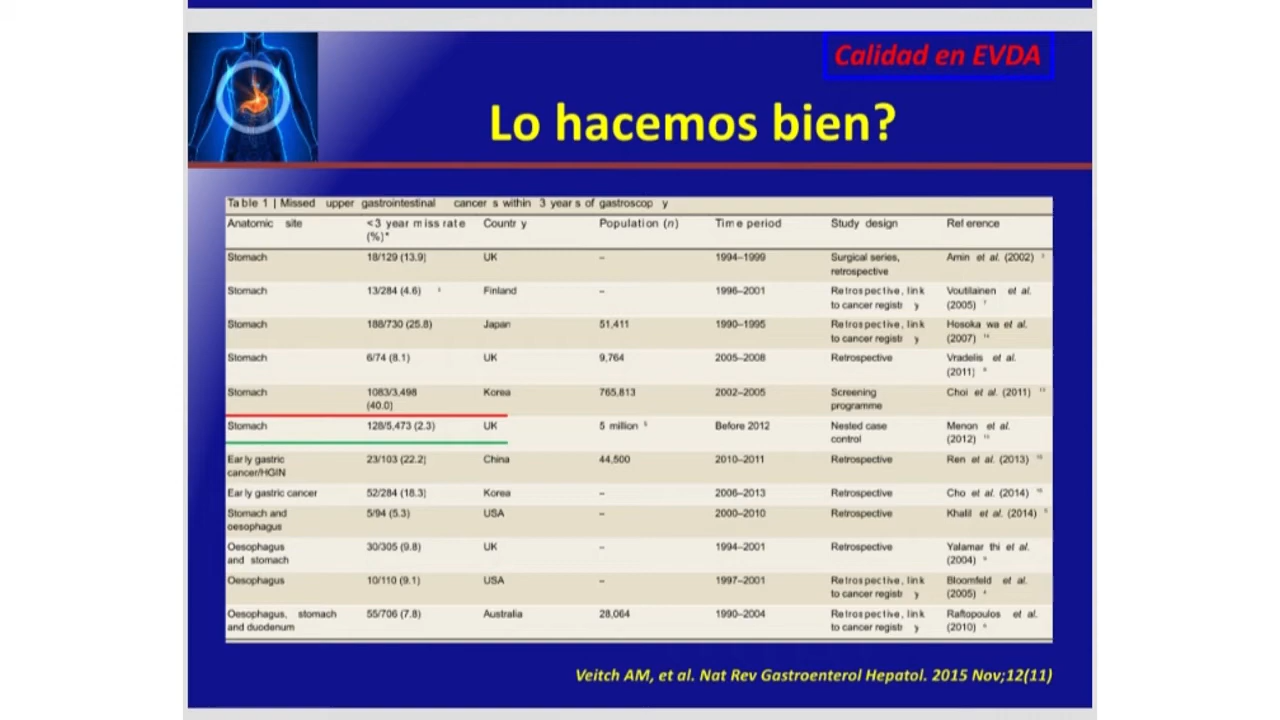 Calidad en EVDA
Lo hacemos bien?
Table 1 | Missed upper gastrointestinal cancers within 3 years of gastroscopy
Anatomic site <3 year miss rate (%)* Country Population (n) Time period Study design Reference
Stomach 18/129 (13.9) UK – 1994–1999 Surgical series, retrospective Amin et al. (2002)
Stomach 13/284 (4.6) Finland – 1996–2001 Retrospective, link to cancer registry Voutilainen et al. (2005)
Stomach 188/730 (25.8) Japan 51,411 1990–1995 Retrospective, link to cancer registry Hosokawa et al. (2007)
Stomach 6/74 (8.1) UK 9,764 2005–2008 Retrospective Vradelis et al. (2011)
Stomach 1083/3,498 (40.0) Korea 765,813 2002–2005 Screening programme Choi et al. (2011)
Stomach 128/5,473 (2.3) UK 5 million Before 2012 Nested case control Menon et al. (2012)
Early gastric cancer/HGIN 23/103 (22.2) China 44,500 2010–2011 Retrospective Ren et al. (2013)
Early gastric cancer 52/284 (18.3) Korea – 2006–2013 Retrospective Cho et al. (2014)
Stomach and oesophagus 5/94 (5.3) USA – 2000–2010 Retrospective Khalil et al. (2014)
Oesophagus and stomach 30/305 (9.8) UK – 1994–2001 Retrospective Yalamarthi et al. (2004)
Oesophagus 10/110 (9.1) USA – 1997–2001 Retrospective, link to cancer registry Bloomfeld et al. (2005)
Oesophagus, stomach and duodenum 55/706 (7.8) Australia 28,064 1990–2004 Retrospective, link to cancer registry Raftopoulos et al. (2010)
Veitch AM, et al. Nat Rev Gastroenterol Hepatol. 2015 Nov;12(11)